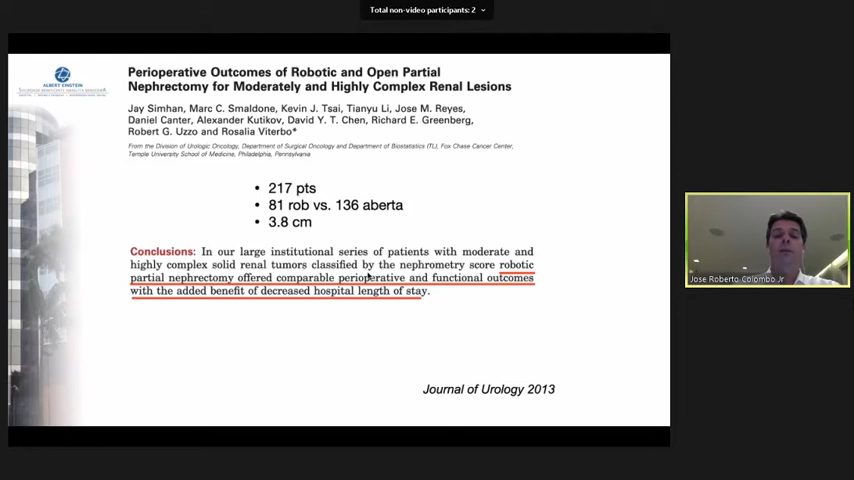 Total non-video participants: 2
Perioperative Outcomes of Robotic and Open Partial
Nephrectomy for Moderately and Highly Complex Renal Lesions
ALBERT EINSTEIN
Jay Simhan, Marc C. Smaldone, Kevin J. Tsai, Tianyu Li, Jose M. Reyes,
Daniel Canter, Alexander Kutikov, David Y. T. Chen, Richard E. Greenberg,
Robert G. Uzzo and Rosalia Viterbo*
From the Division of Urologic Oncology, Department of Surgical Oncology and Department of Biostatistics (TL), Fox Chase Cancer Center,
Temple University School of Medicine, Philadelphia, Pennsylvania
• 217 pts
• 81 rob vs. 136 aberta
• 3.8 cm
Conclusions: In our large institutional series of patients with moderate and
highly complex solid renal tumors classified by the nephrometry score robotic
partial nephrectomy offered comparable perioperative and functional outcomes
with the added benefit of decreased hospital length of stay.
Jose Roberto Colombo Jr
Journal of Urology 2013